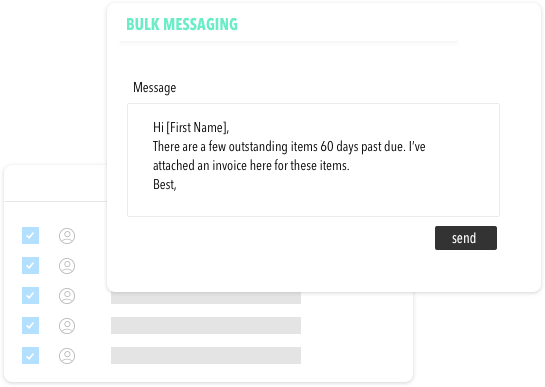 BULK MESSAGING
Message
Hi [First Name],
There are a few outstanding items 60 days past due. I've
attached an invoice here for these items.
Best,
send